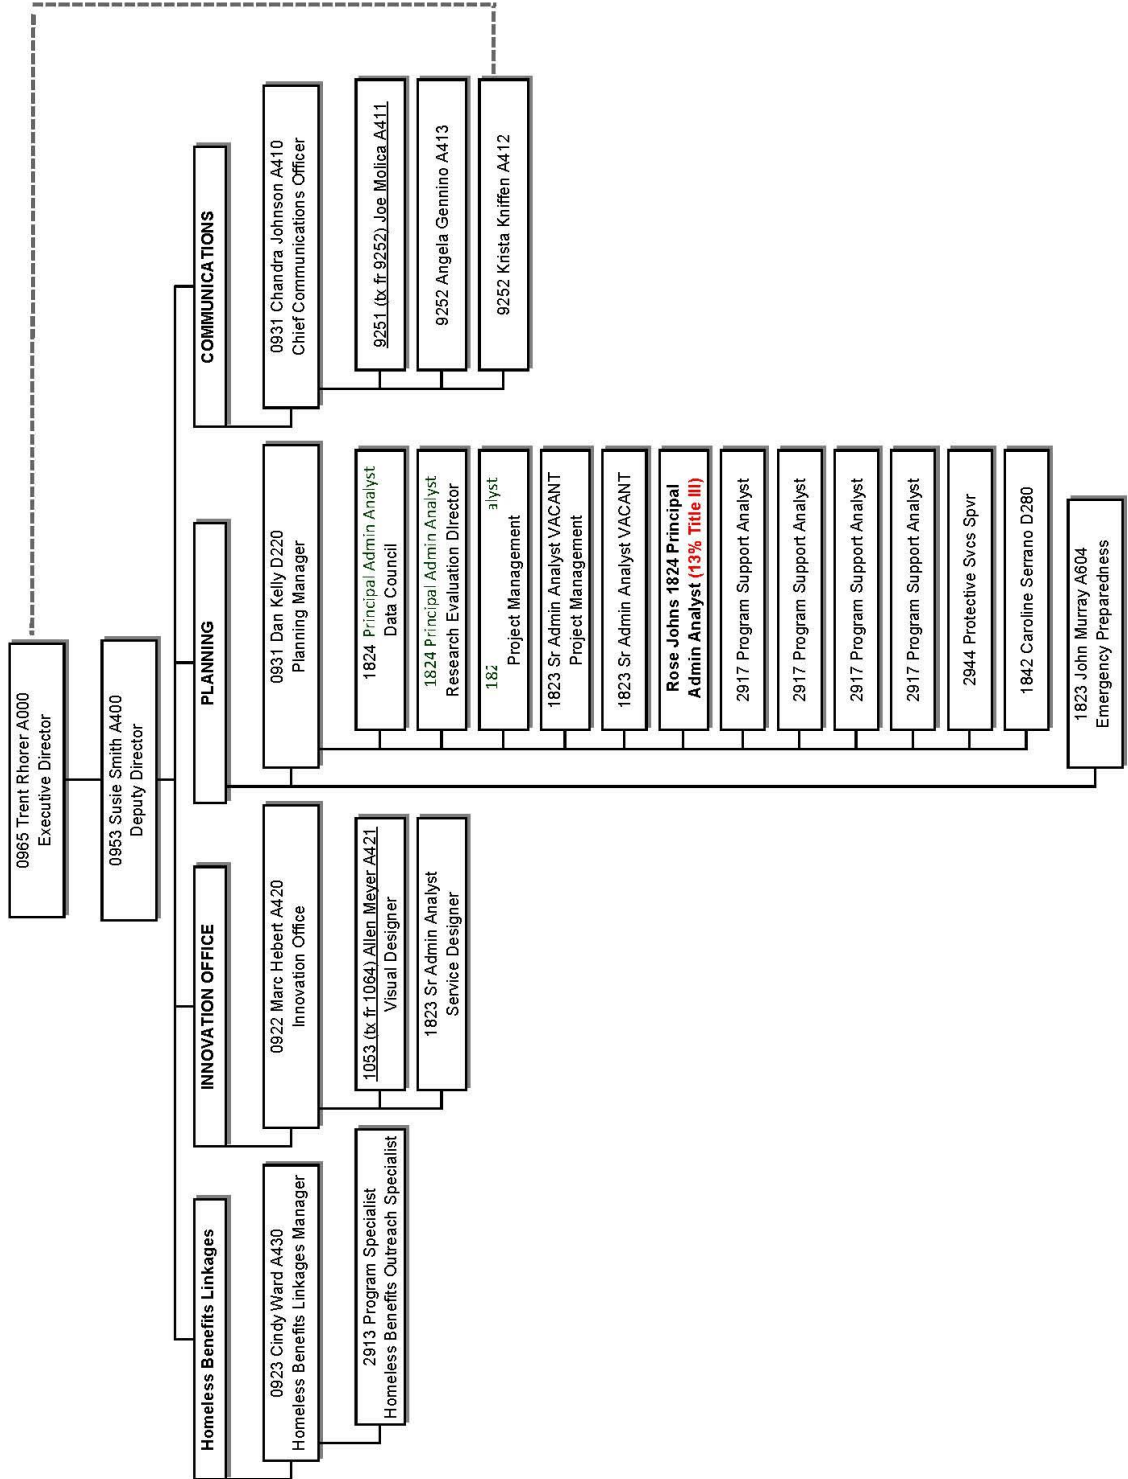 0965 Trent Rhorer A000
Executive Director
0953 Susie Smith A400
Deputy Director
Homeless Benefits Linkages
0923 Cindy Ward A430
Homeless Benefits Linkages Manager
2913 Program Specialist
Homeless Benefits Outreach Specialist
INNOVATION OFFICE
0922 Marc Hebert A420
Innovation Office
1053 (tx fr 1064) Allen Meyer A421
Visual Designer
1823 Sr Admin Analyst
Service Designer
PLANNING
0931 Dan Kelly D220
Planning Manager
1824 Principal Admin Analyst
Data Council
1824 Principal Admin Analyst
Research Evaluation DIrector
Project Management
1823 Sr Admin Analyst VACANT
Project Management
1823 Sr Admin Analyst VACANT
Rose Johns 1824 Principal
Admin Analyst (13% Title III)
2917 Program Support Analyst
2917 Program Support Analyst
2917 Program Support Analyst
2917 Program Support Analyst
2944 Protective Svcs Spvr
1842 Caroline Serrano D280
1823 John Murray A604
Emergency Preparedness
COMMUNICATIONS
0931 Chandra Johnson A410
Chief Communications Officer
9251 (tx fr 9252) Joe Molica A411
9252 Angela Gennino A413
9252 Krista Kniffen A412